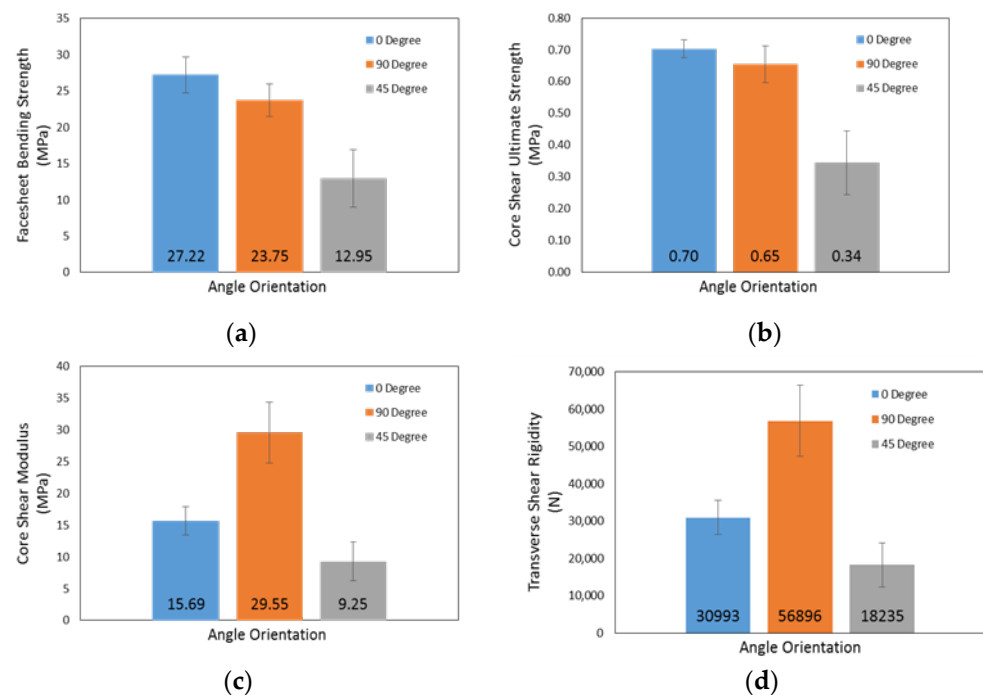 Facesheet Bending Strength
(MPa)
35
30
25
20
15
10
5
0
0 Degree
90 Degree
45 Degree
27.22 23.75 12.95
Angle Orientation
(a)
Core Shear Ultimate Strength
(MPa)
0.80
0.70
0.60
0.50
0.40
0.30
0.20
0.10
0.00
0 Degree
90 Degree
45 Degree
0.70 0.65 0.34
Angle Orientation
(b)
Core Shear Modulus
(MPa)
40
35
30
25
20
15
10
5
0
0 Degree
90 Degree
45 Degree
15.69 29.55 9.25
Angle Orientation
(c)
Transverse Shear Rigidity
(N)
70,000
60,000
50,000
40,000
30,000
20,000
10,000
0
0 Degree
90 Degree
45 Degree
30993 56896 18235
Angle Orientation
(d)